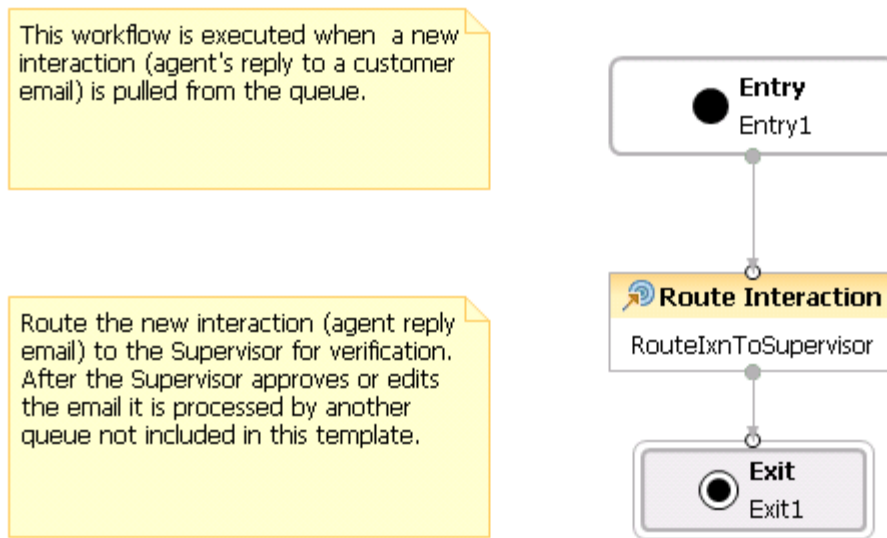 This workflow is executed when a new
interaction (agent's reply to a customer
email) is pulled from the queue.
Entry
Entry1
Route Interaction
RouteIxnToSupervisor
Route the new interaction (agent reply
email) to the Supervisor for verification.
After the Supervisor approves or edits
the email it is processed by another
queue not included in this template.
Exit
Exit1